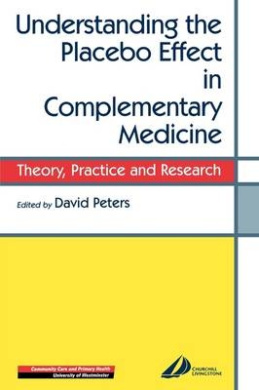 Understanding the
Placebo Effect
in
Complementary
Medicine
Theory, Practice and Research
Edited by David Peters
Community Care and Primary Health
University of Westminster
CHURCHILL
LIVINGSTONE